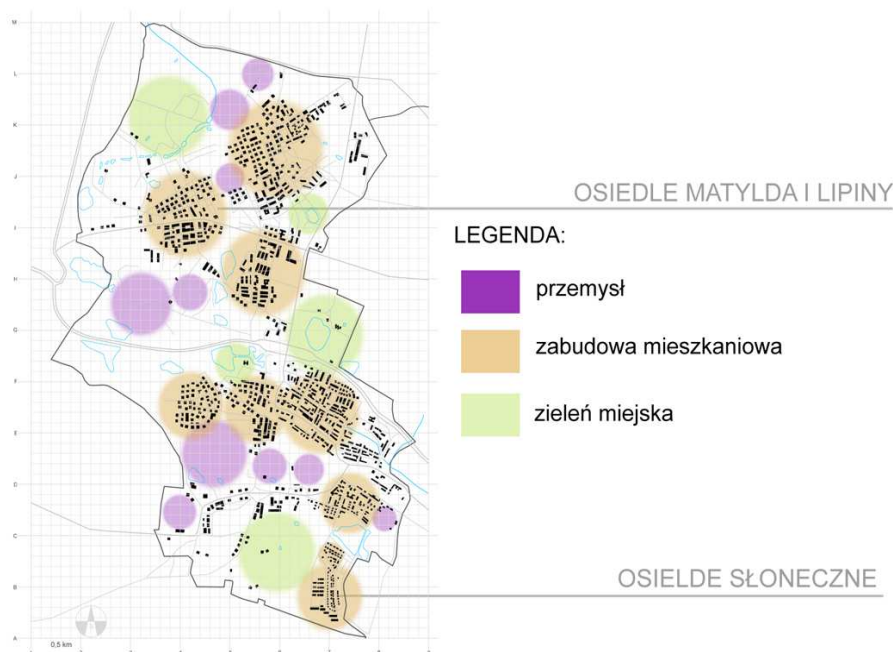 M
L
K
OSIEDLE MATYLDA I LIPINY
J
I
LEGENDA:
H
przemysł
G
zabudowa mieszkaniowa
F
zieleń miejska
E
D
C
OSIELDE SŁONECZNE
B
A
0,5 km